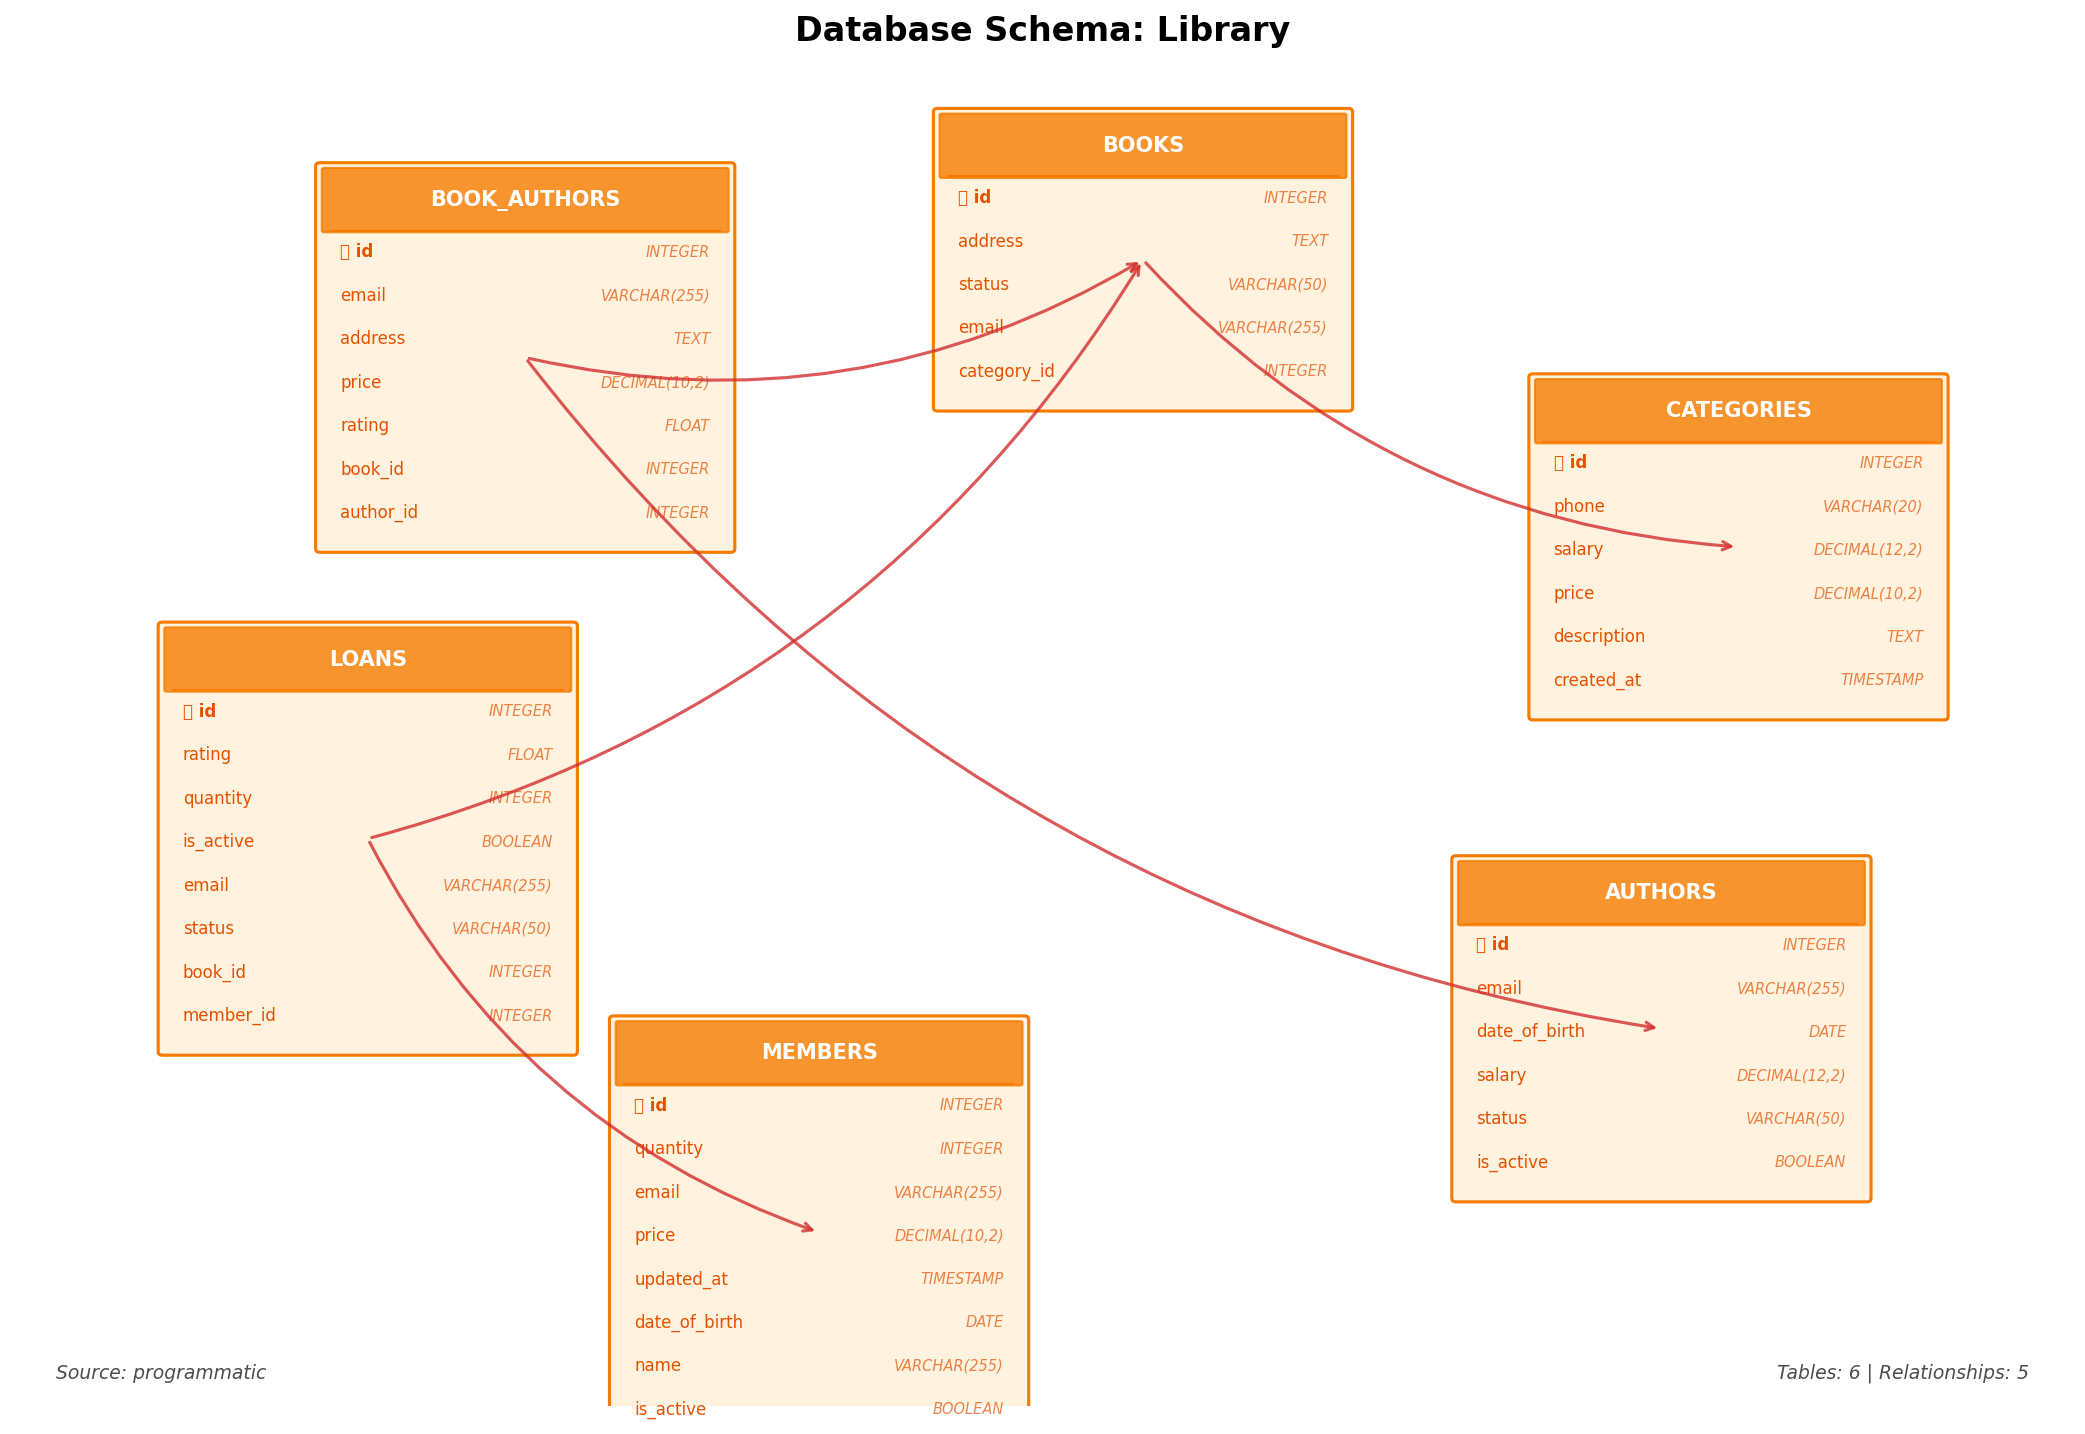 Database Schema: Library
BOOK_AUTHORS
id INTEGER
email VARCHAR(255)
address TEXT
price DECIMAL(10,2)
rating FLOAT
book_id INTEGER
author_id INTEGER
BOOKS
id INTEGER
address TEXT
status VARCHAR(50)
email VARCHAR(255)
category_id INTEGER
CATEGORIES
id INTEGER
phone VARCHAR(20)
salary DECIMAL(12,2)
price DECIMAL(10,2)
description TEXT
created_at TIMESTAMP
LOANS
id INTEGER
rating FLOAT
quantity INTEGER
is_active BOOLEAN
email VARCHAR(255)
status VARCHAR(50)
book_id INTEGER
member_id INTEGER
AUTHORS
id INTEGER
email VARCHAR(255)
date_of_birth DATE
salary DECIMAL(12,2)
status VARCHAR(50)
is_active BOOLEAN
MEMBERS
id INTEGER
quantity INTEGER
email VARCHAR(255)
price DECIMAL(10,2)
updated_at TIMESTAMP
date_of_birth DATE
name VARCHAR(255)
is_active BOOLEAN
Source: programmatic
Tables: 6 | Relationships: 5